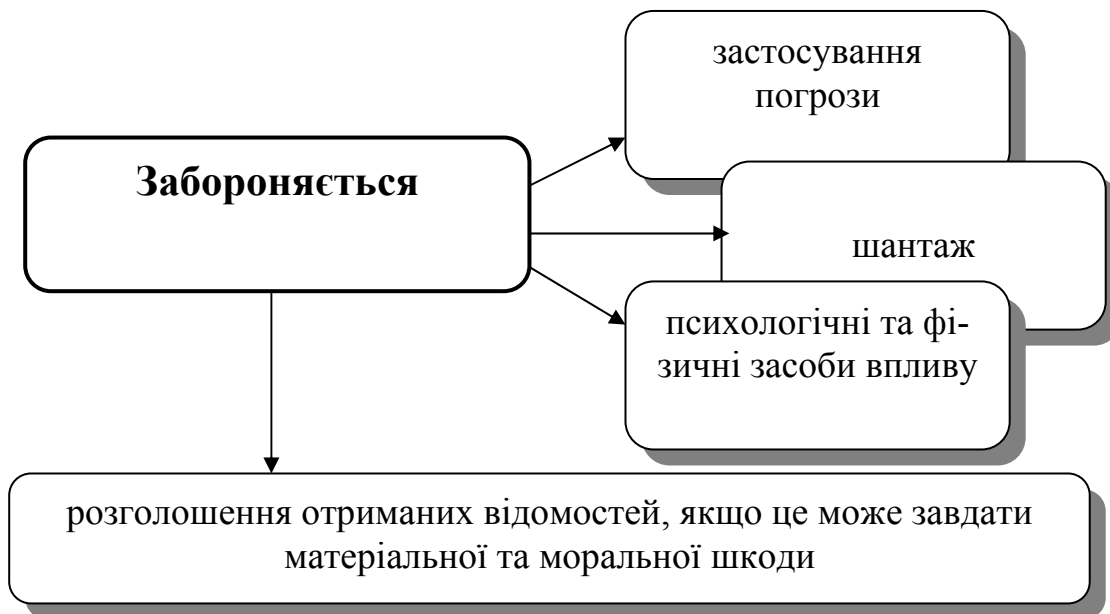 застосування
погрози
Забороняється
шантаж
психологічні та фі-
зичні засоби впливу
розголошення отриманих відомостей, якщо це може завдати
матеріальної та моральної шкоди